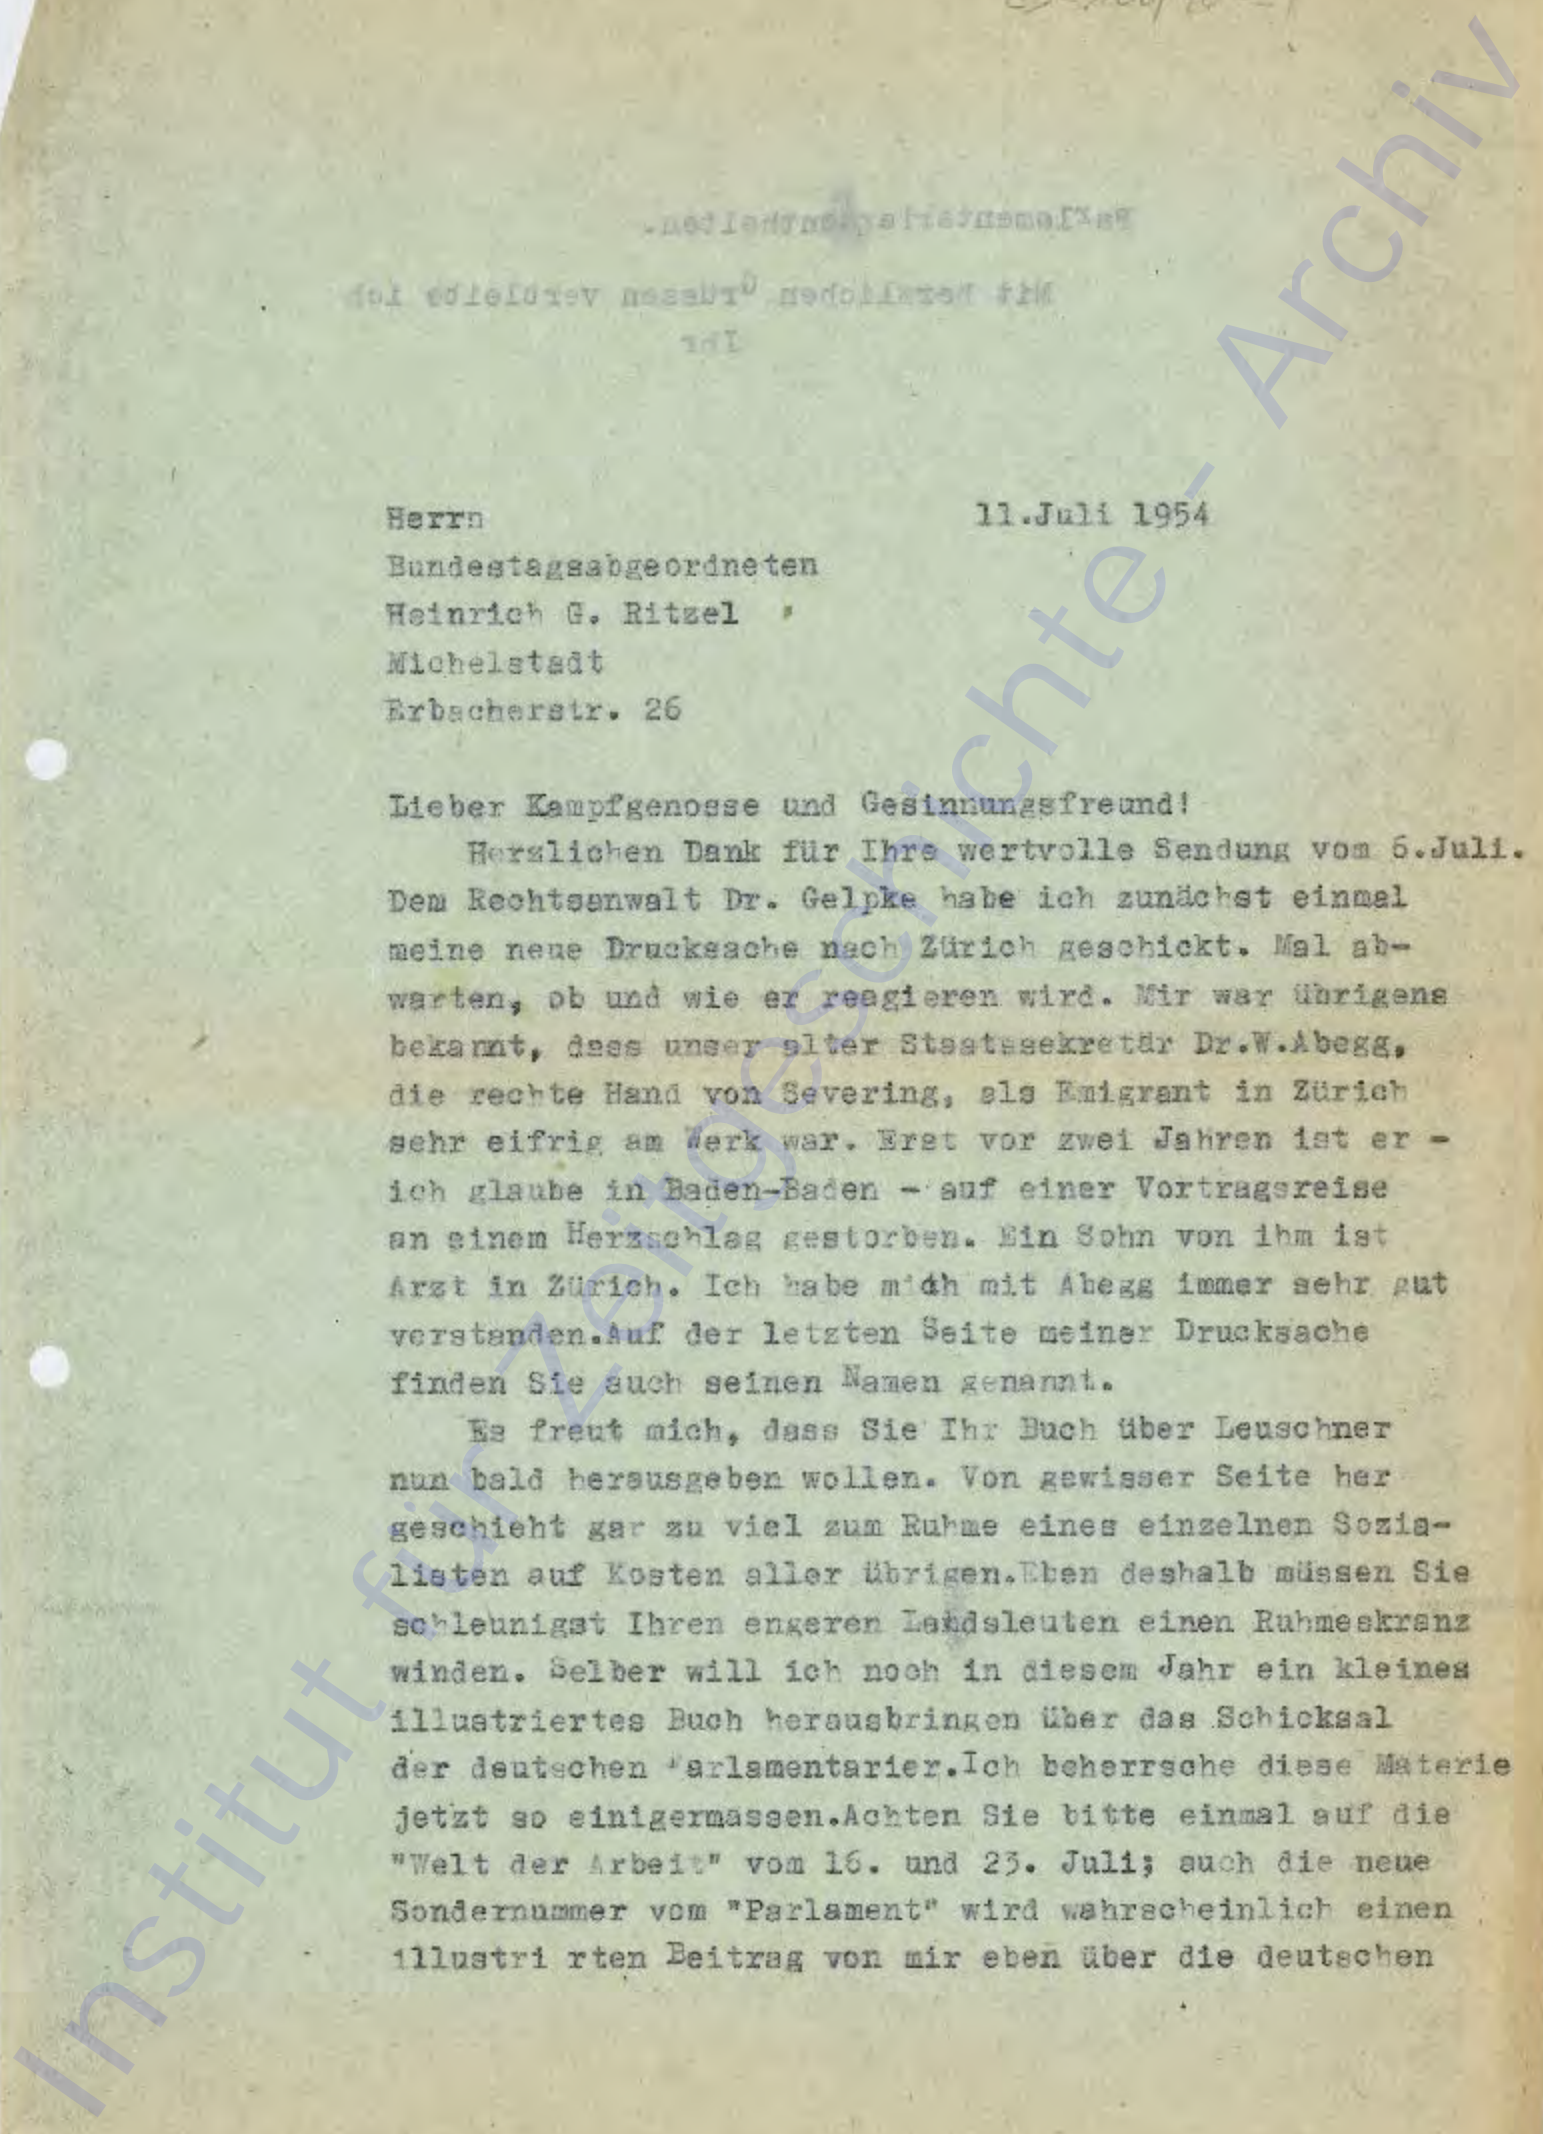 Herrn 11.Juli 1954
Bundestagsabgeordneten
Heinrich G. Ritzel
Michelstadt
Erbacherstr. 26
Lieber Kampfgenosse und Gesinnungsfreund!
Herzlichen Dank für Ihre wertvolle Sendung vom 6.Juli.
Dem Rechtsanwalt Dr. Gelpke habe ich zunächst einmal
meine neue Drucksache nach Zürich geschickt. Mal ab-
warten, ob und wie er reagieren wird. Mir war übrigens
bekannt, dass unser alter Staatssekretär Dr.W.Abegg,
die rechte Hand von Severing, als Emigrant in Zürich
sehr eifrig am Werk war. Erst vor zwei Jahren ist er -
ich glaube in Baden-Baden - auf einer Vortragsreise
an einem Herzschlag gestorben. Ein Sohn von ihm ist
Arzt in Zürich. Ich habe mich mit Abegg immer sehr gut
verstanden.Auf der letzten Seite meiner Drucksache
finden Sie auch seinen Namen genannt.
Es freut mich, dass Sie Ihr Buch über Leuschner
nun bald herausgeben wollen. Von gewisser Seite her
geschieht gar zu viel zum Ruhme eines einzelnen Sozia-
listen auf Kosten aller übrigen.Eben deshalb müssen Sie
schleunigst Ihren engeren Landsleuten einen Ruhmeskranz
winden. Selber will ich noch in diesem Jahr ein kleines
illustriertes Buch herausbringen über das Schicksal
der deutschen Parlamentarier.Ich beherrsche diese Materie
jetzt so einigermassen.Achten Sie bitte einmal auf die
"Welt der Arbeit" vom 16. und 23. Juli; auch die neue
Sondernummer vom "Parlament" wird wahrscheinlich einen
illustri rten Beitrag von mir eben über die deutschen
Institut für Zeitgeschichte - Archiv